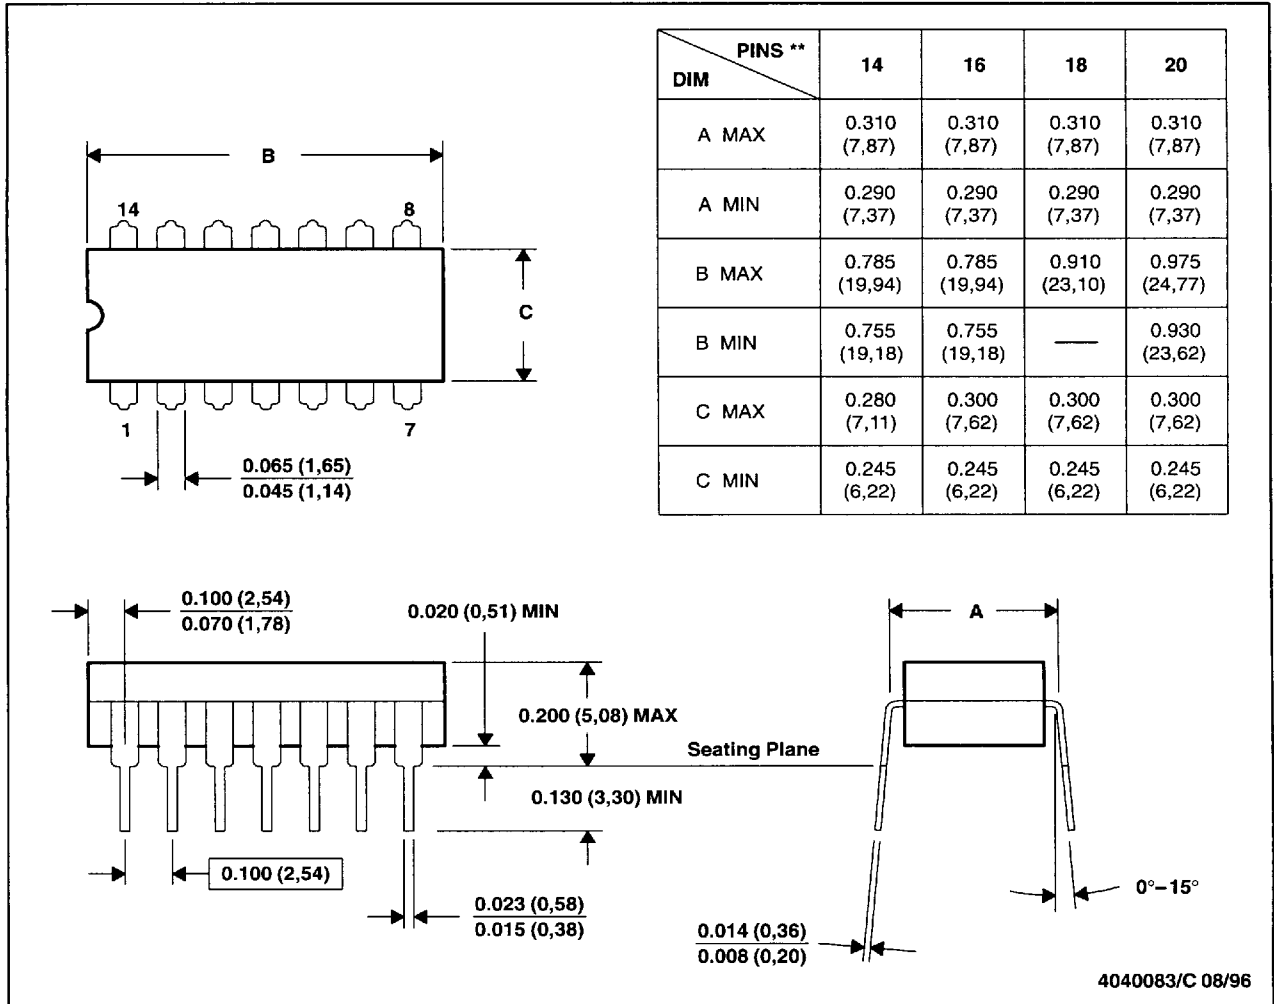 PINS **
DIM
14 16 18 20
A MAX 0.310 (7,87) 0.310 (7,87) 0.310 (7,87) 0.310 (7,87)
A MIN 0.290 (7,37) 0.290 (7,37) 0.290 (7,37) 0.290 (7,37)
B MAX 0.785 (19,94) 0.785 (19,94) 0.910 (23,10) 0.975 (24,77)
B MIN 0.755 (19,18) 0.755 (19,18) — 0.930 (23,62)
C MAX 0.280 (7,11) 0.300 (7,62) 0.300 (7,62) 0.300 (7,62)
C MIN 0.245 (6,22) 0.245 (6,22) 0.245 (6,22) 0.245 (6,22)
B
14 8
C
1 7
0.065 (1,65)
0.045 (1,14)
0.100 (2,54)
0.070 (1,78)
0.020 (0,51) MIN
A
0.200 (5,08) MAX
Seating Plane
0.130 (3,30) MIN
0.100 (2,54)
0.023 (0,58)
0.015 (0,38)
0°–15°
0.014 (0,36)
0.008 (0,20)
4040083/C 08/96